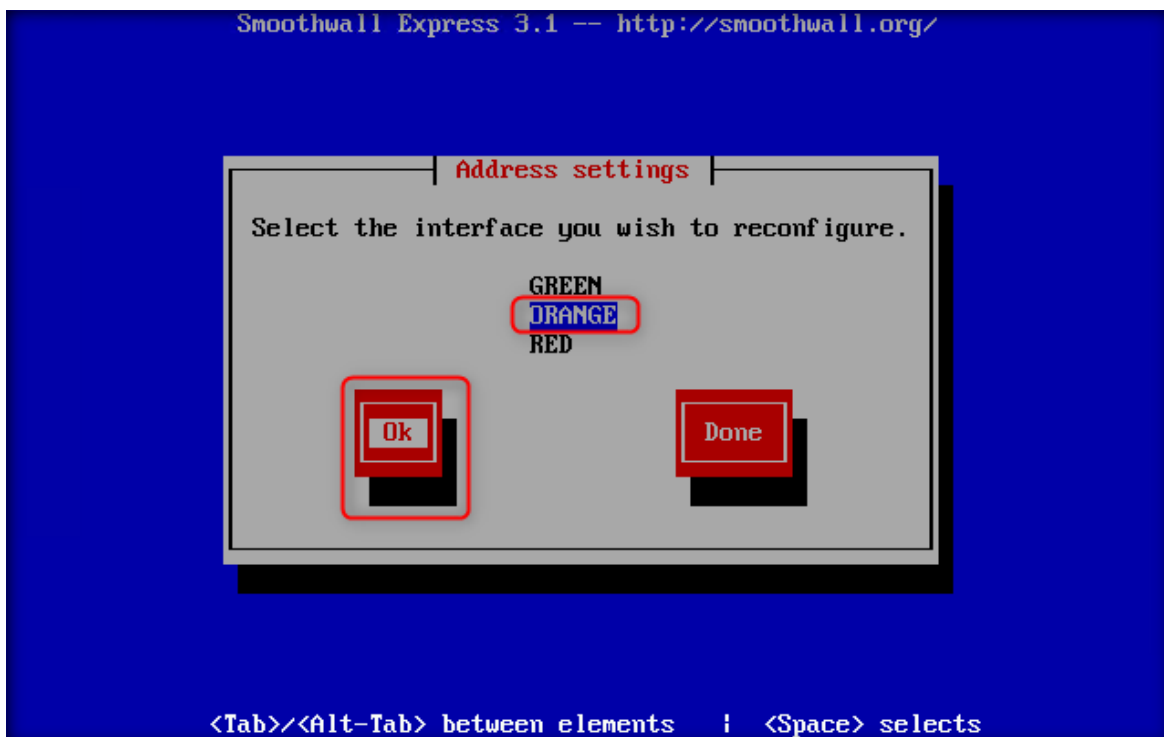 Smoothwall Express 3.1 -- http://smoothwall.org/
Address settings
Select the interface you wish to reconfigure.
GREEN
ORANGE
RED
Ok
Done
<Tab>/<Alt-Tab> between elements | <Space> selects